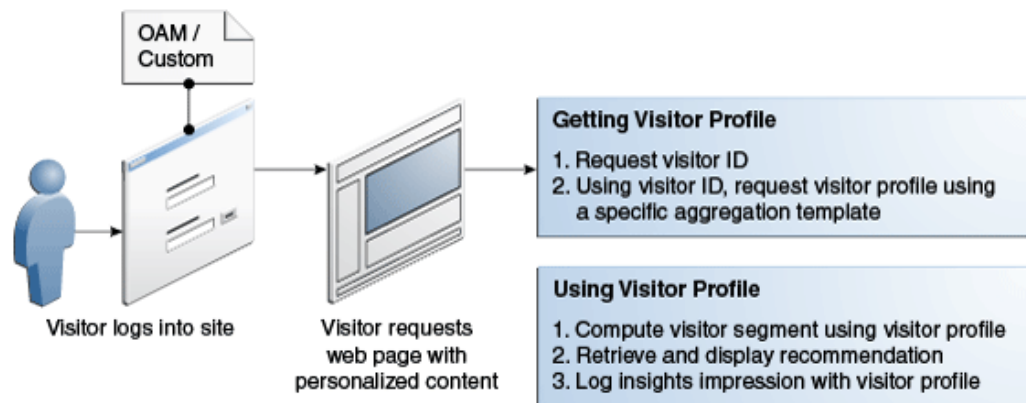 OAM /
Custom
Visitor logs into site
Visitor requests
web page with
personalized content
Getting Visitor Profile
1. Request visitor ID
2. Using visitor ID, request visitor profile using
a specific aggregation template
Using Visitor Profile
1. Compute visitor segment using visitor profile
2. Retrieve and display recommendation
3. Log insights impression with visitor profile